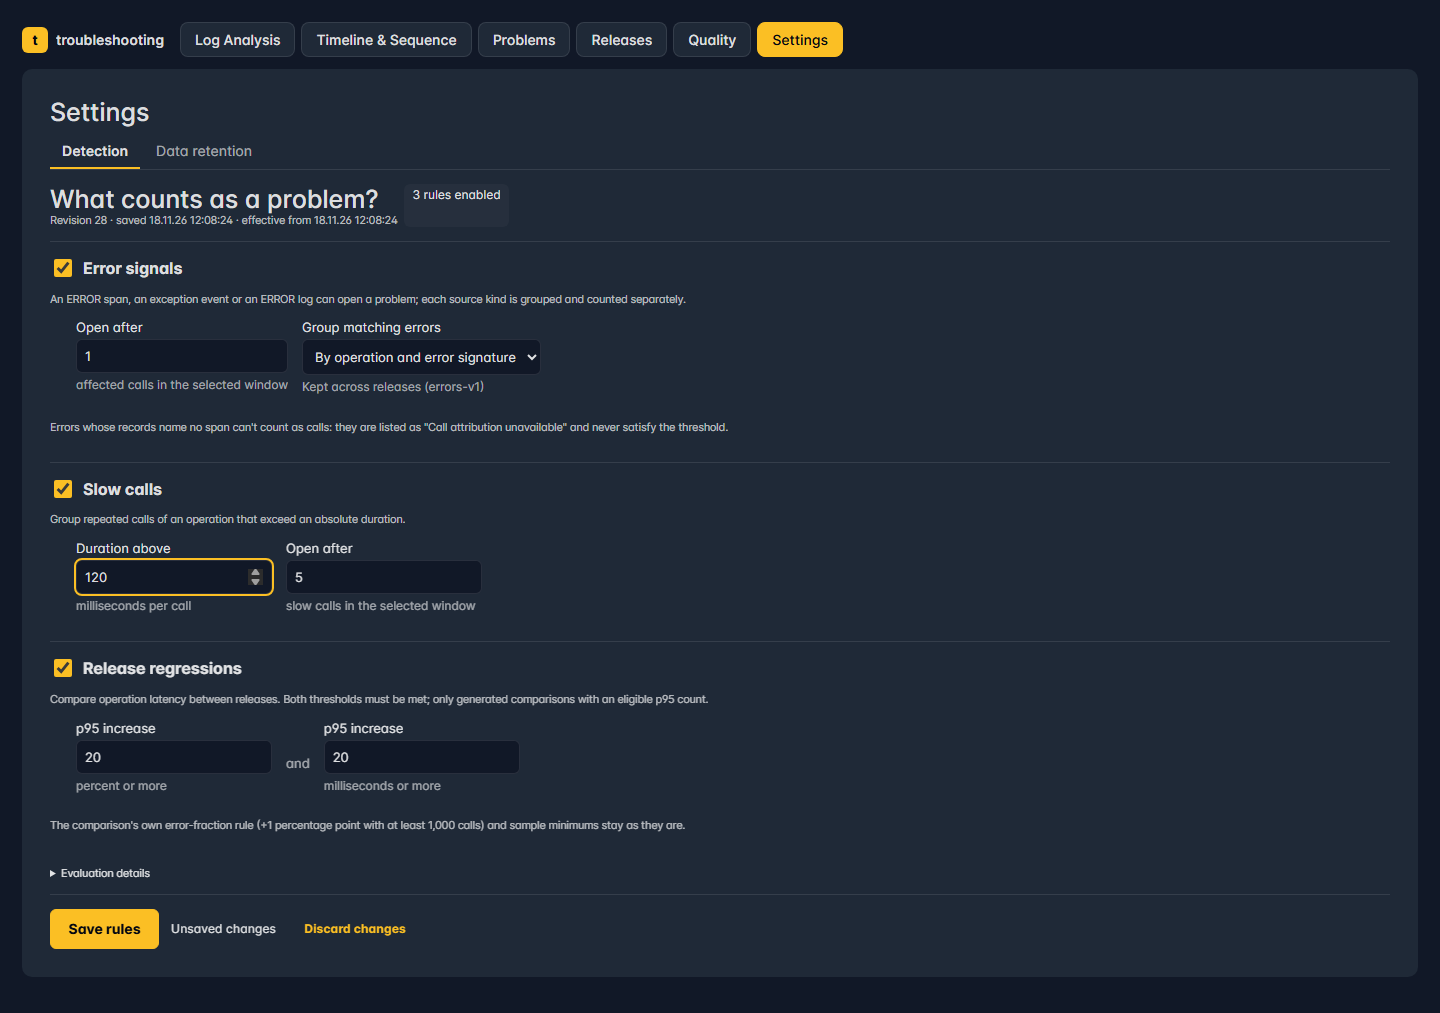 t troubleshooting Log Analysis Timeline & Sequence Problems Releases Quality Settings
Settings
Detection Data retention
What counts as a problem? 3 rules enabled
Revision 28 · saved 18.11.26 12:08:24 · effective from 18.11.26 12:08:24
Error signals
An ERROR span, an exception event or an ERROR log can open a problem; each source kind is grouped and counted separately.
Open after Group matching errors
1 By operation and error signature
affected calls in the selected window Kept across releases (errors-v1)
Errors whose records name no span can't count as calls: they are listed as "Call attribution unavailable" and never satisfy the threshold.
Slow calls
Group repeated calls of an operation that exceed an absolute duration.
Duration above Open after
120 5
milliseconds per call slow calls in the selected window
Release regressions
Compare operation latency between releases. Both thresholds must be met; only generated comparisons with an eligible p95 count.
p95 increase p95 increase
20 and 20
percent or more milliseconds or more
The comparison's own error-fraction rule (+1 percentage point with at least 1,000 calls) and sample minimums stay as they are.
Evaluation details
Save rules Unsaved changes Discard changes